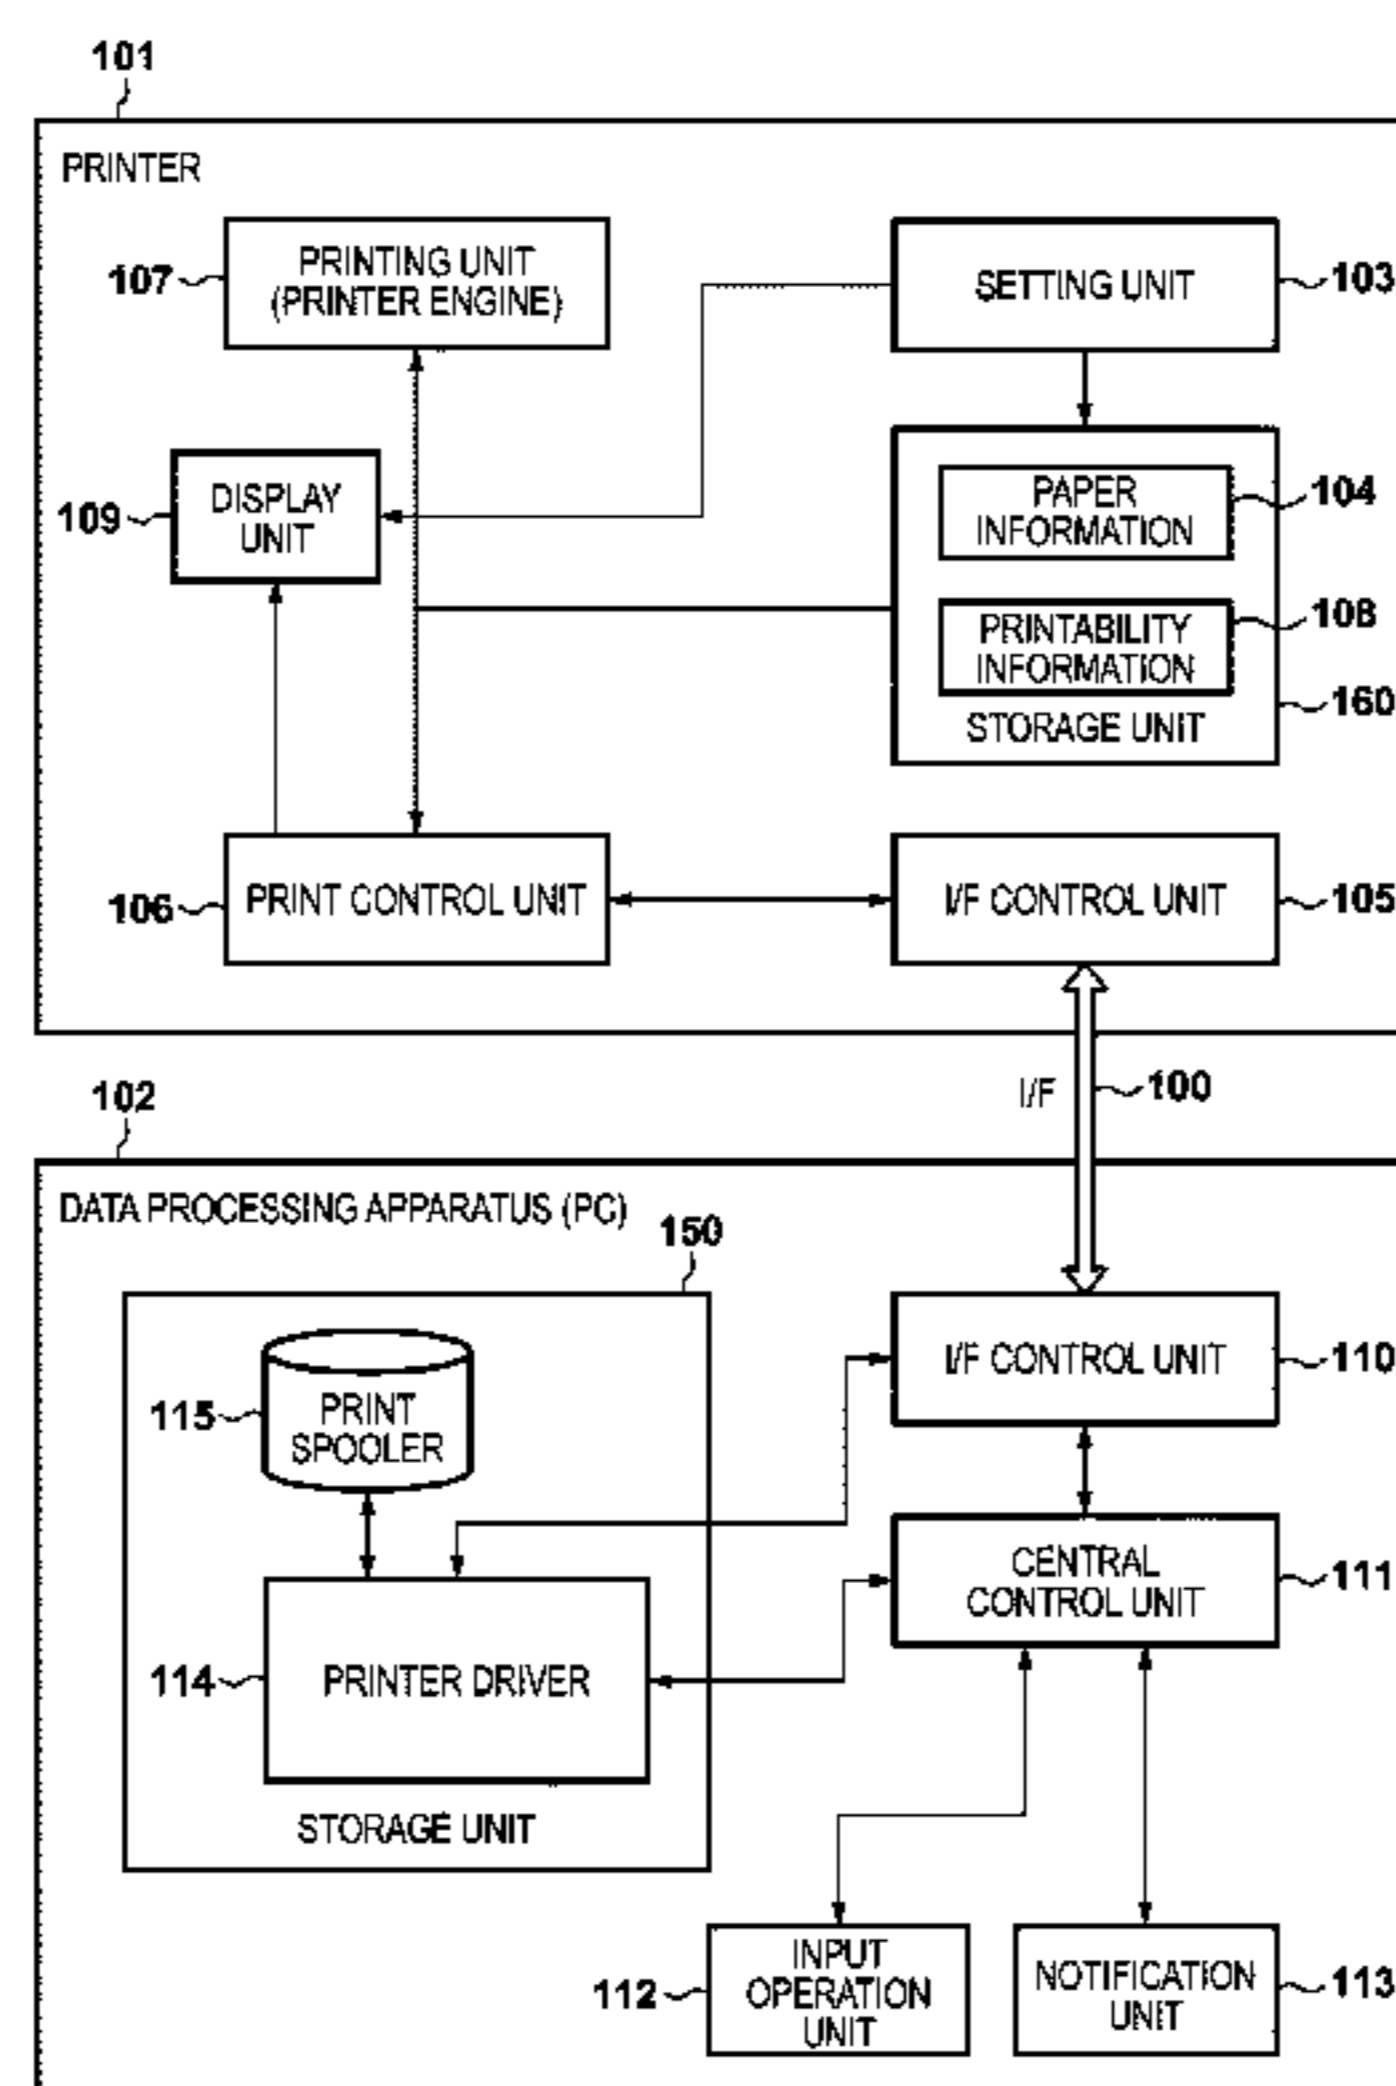 101
PRINTER
107
PRINTING UNIT
(PRINTER ENGINE)
SETTING UNIT
103
109
DISPLAY
UNIT
PAPER
INFORMATION
104
PRINTABILITY
INFORMATION
108
STORAGE UNIT
160
106
PRINT CONTROL UNIT
I/F CONTROL UNIT
105
I/F
100
102
DATA PROCESSING APPARATUS (PC)
150
115
PRINT
SPOOLER
I/F CONTROL UNIT
110
CENTRAL
CONTROL UNIT
111
114
PRINTER DRIVER
STORAGE UNIT
112
INPUT
OPERATION
UNIT
NOTIFICATION
UNIT
113